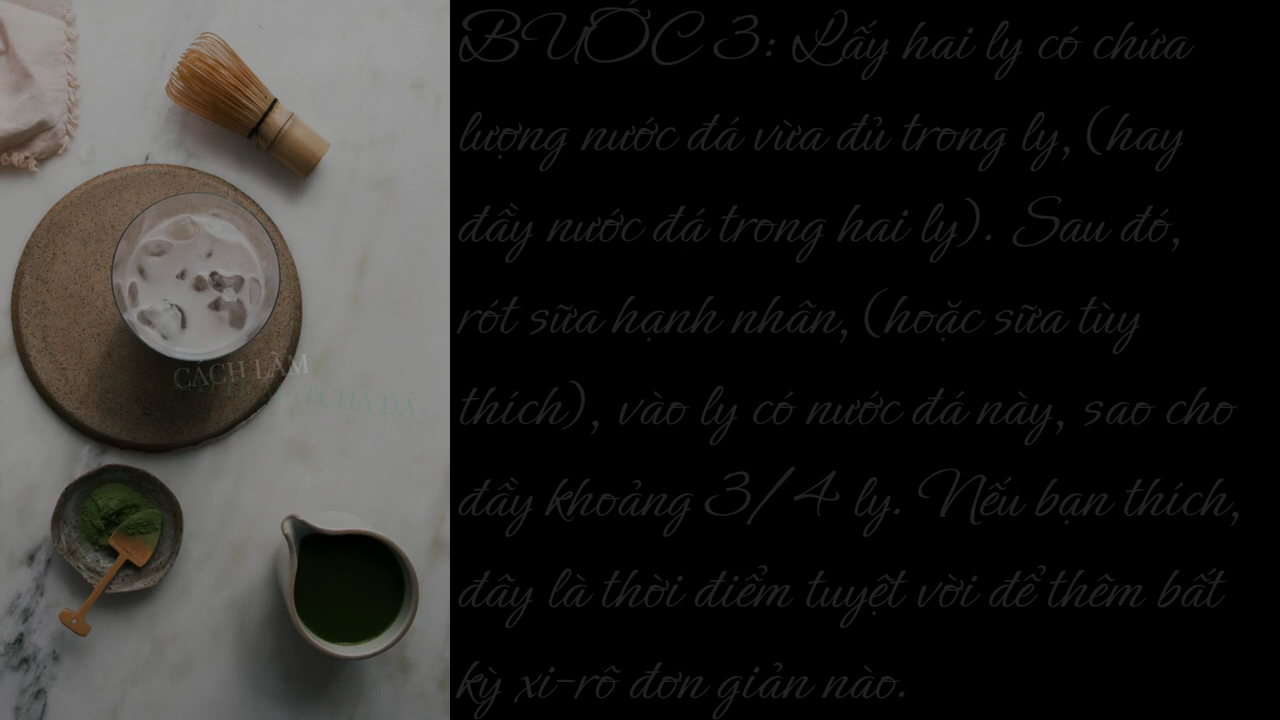 CÁCH LÀM
BƯỚC 3: Lấy hai ly có chứa
lượng nước đá vừa đủ trong ly, (hay
đầy nước đá trong hai ly). Sau đó,
rót sữa hạnh nhân, (hoặc sữa tùy
thích), vào ly có nước đá này, sao cho
đầy khoảng 3/4 ly. Nếu bạn thích,
đây là thời điểm tuyệt vời để thêm bất
kỳ xi-rô đơn giản nào.